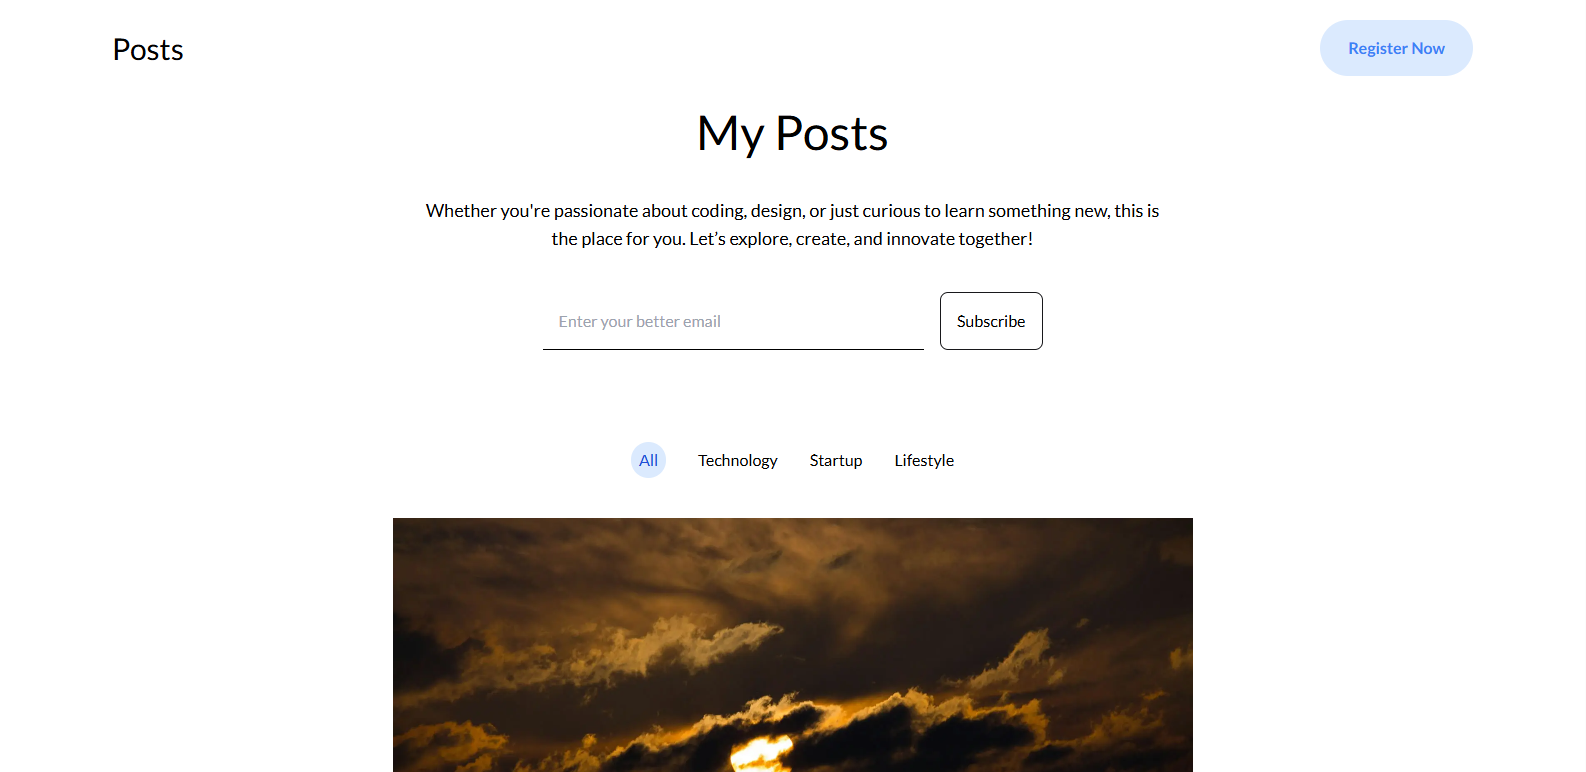 Posts
Register Now
My Posts
Whether you're passionate about coding, design, or just curious to learn something new, this is
the place for you. Let’s explore, create, and innovate together!
Enter your better email
Subscribe
All Technology Startup Lifestyle